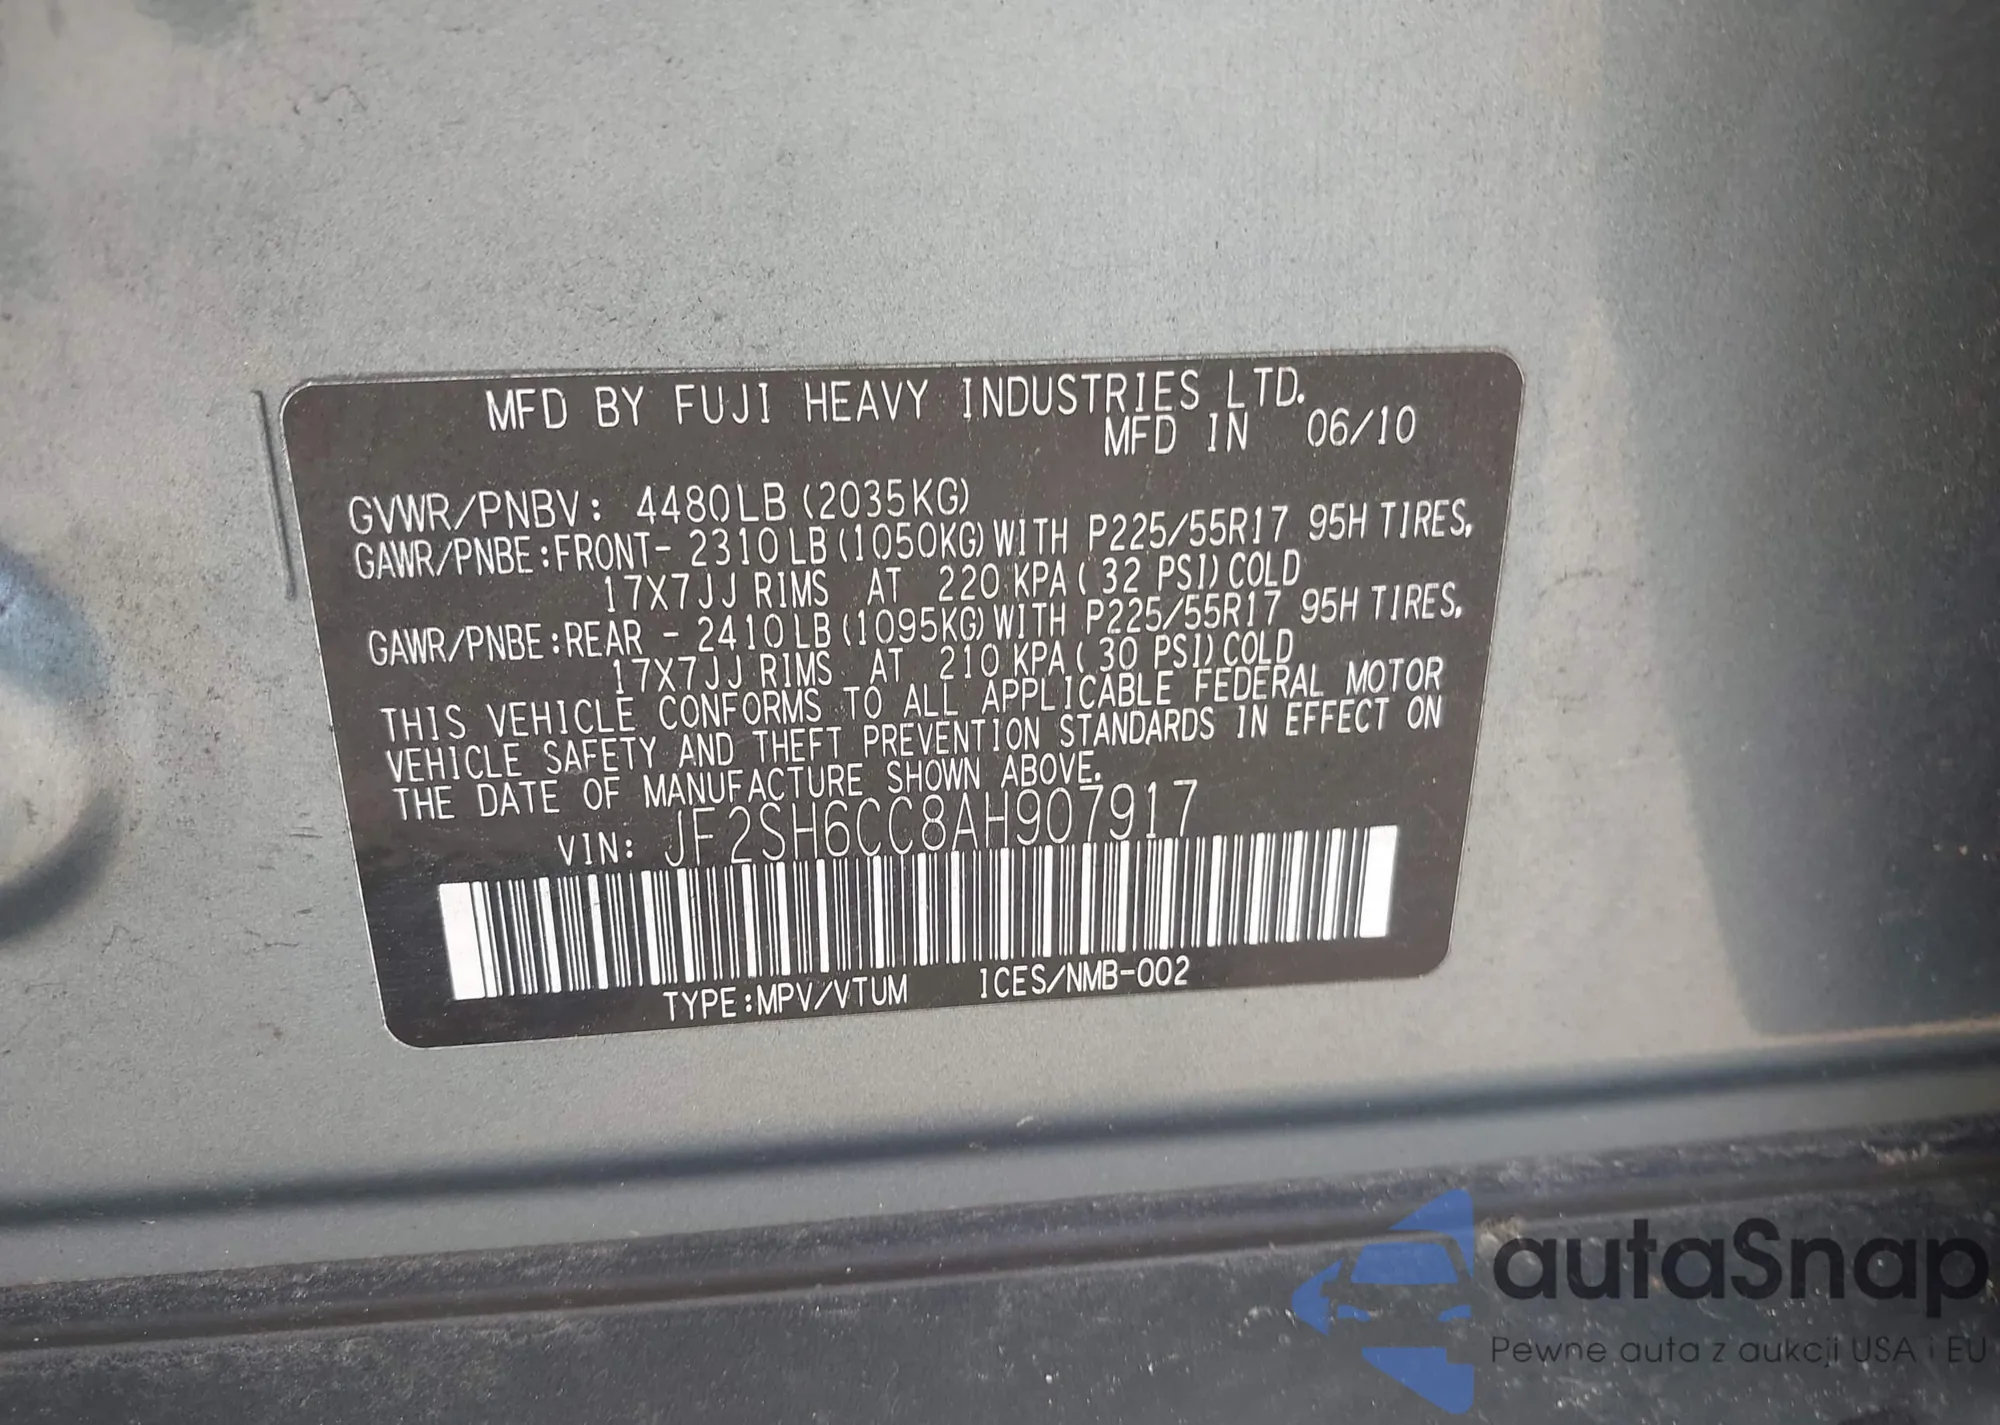 MFD BY FUJI HEAVY INDUSTRIES LTD.
MFD IN 06/10
GVWR/PNBV: 4480LB(2035KG)
GAWR/PNBE:FRONT- 2310LB(1050KG)WITH P225/55R17 95H TIRES,
17X7JJ RIMS AT 220 KPA( 32 PSI)COLD
GAWR/PNBE:REAR - 2410LB(1095KG)WITH P225/55R17 95H TIRES,
17X7JJ RIMS AT 210 KPA( 30 PSI)COLD
THIS VEHICLE CONFORMS TO ALL APPLICABLE FEDERAL MOTOR
VEHICLE SAFETY AND THEFT PREVENTION STANDARDS IN EFFECT ON
THE DATE OF MANUFACTURE SHOWN ABOVE.
VIN: JF2SH6CC8AH907917
TYPE:MPV/VTUM ICES/NMB-002
autaSnap
Pewne auta z aukcji USA i EU